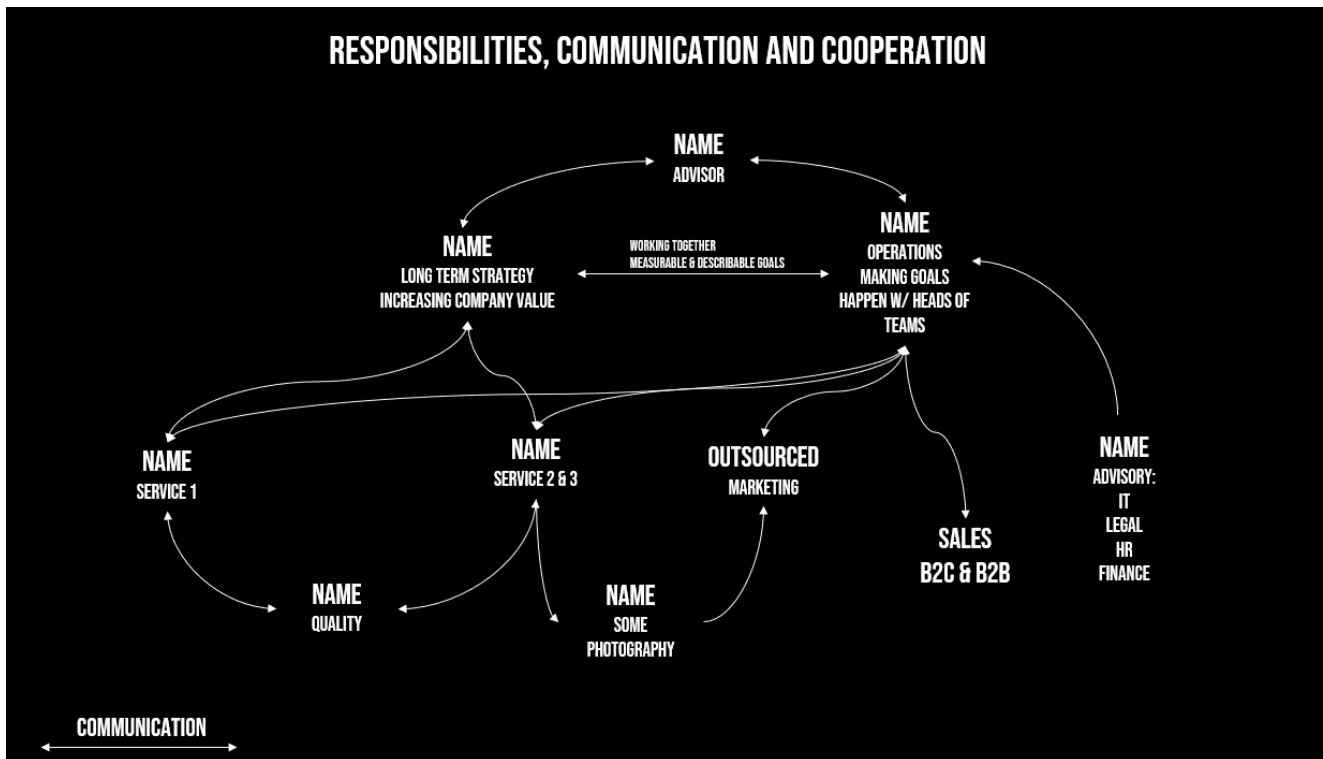 RESPONSIBILITIES, COMMUNICATION AND COOPERATION
NAME
ADVISOR
NAME
LONG TERM STRATEGY
INCREASING COMPANY VALUE
WORKING TOGETHER
MEASURABLE & DESCRIBABLE GOALS
NAME
OPERATIONS
MAKING GOALS
HAPPEN W/ HEADS OF
TEAMS
NAME
SERVICE 1
NAME
SERVICE 2 & 3
OUTSOURCED
MARKETING
SALES
B2C & B2B
NAME
ADVISORY:
IT
LEGAL
HR
FINANCE
NAME
QUALITY
NAME
SOME
PHOTOGRAPHY
COMMUNICATION